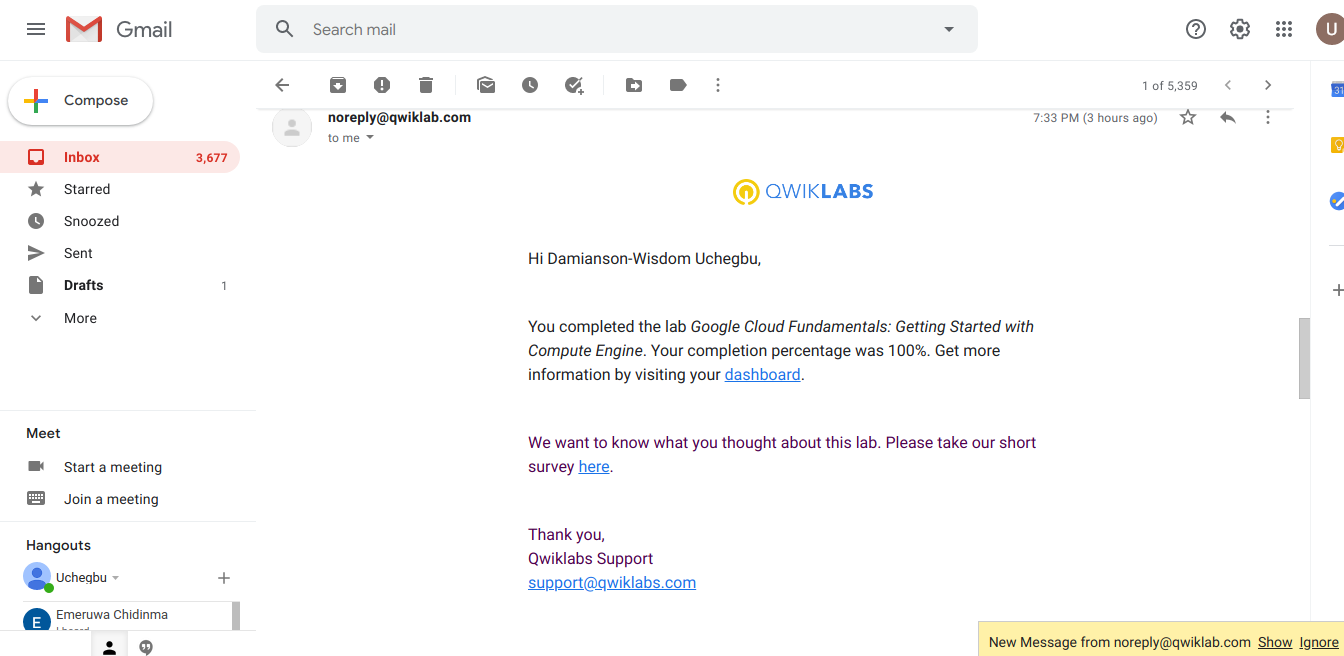 Gmail
Search mail
U
Compose
1 of 5,359
31
noreply@qwiklab.com
7:33 PM (3 hours ago)
to me
Inbox 3,677
Starred
Snoozed
Sent
Drafts 1
More
QWIKLABS
Hi Damianson-Wisdom Uchegbu,
You completed the lab Google Cloud Fundamentals: Getting Started with
Compute Engine. Your completion percentage was 100%. Get more
information by visiting your dashboard.
We want to know what you thought about this lab. Please take our short
survey here.
Thank you,
Qwiklabs Support
support@qwiklabs.com
Meet
Start a meeting
Join a meeting
Hangouts
Uchegbu
E
Emeruwa Chidinma
New Message from noreply@qwiklab.com Show Ignore